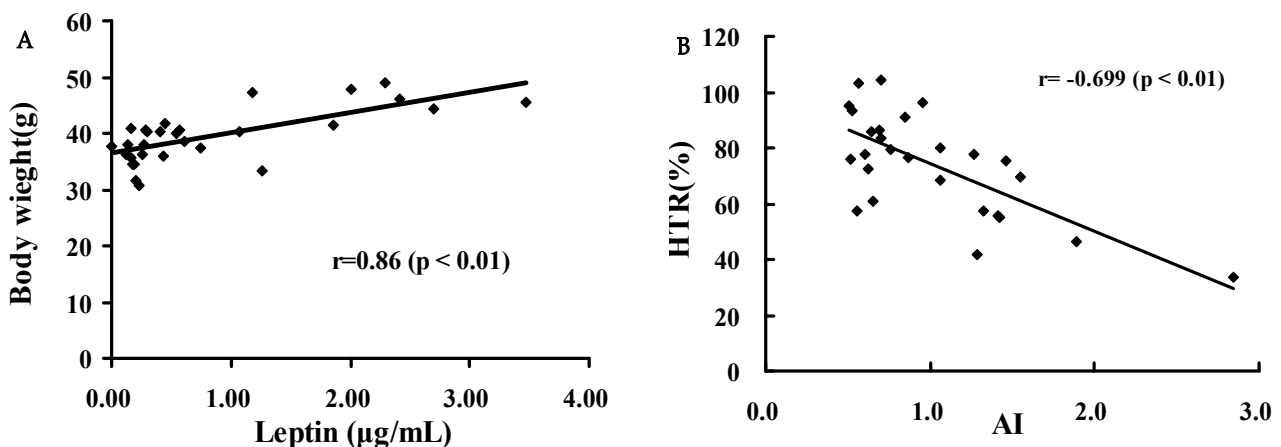 A
Body wieght(g)
60
50
40
30
20
10
0
r=0.86 (p < 0.01)
0.00 1.00 2.00 3.00 4.00
Leptin (µg/mL)
B
HTR(%)
120
100
80
60
40
20
0
r= -0.699 (p < 0.01)
0.0 1.0 2.0 3.0
AI